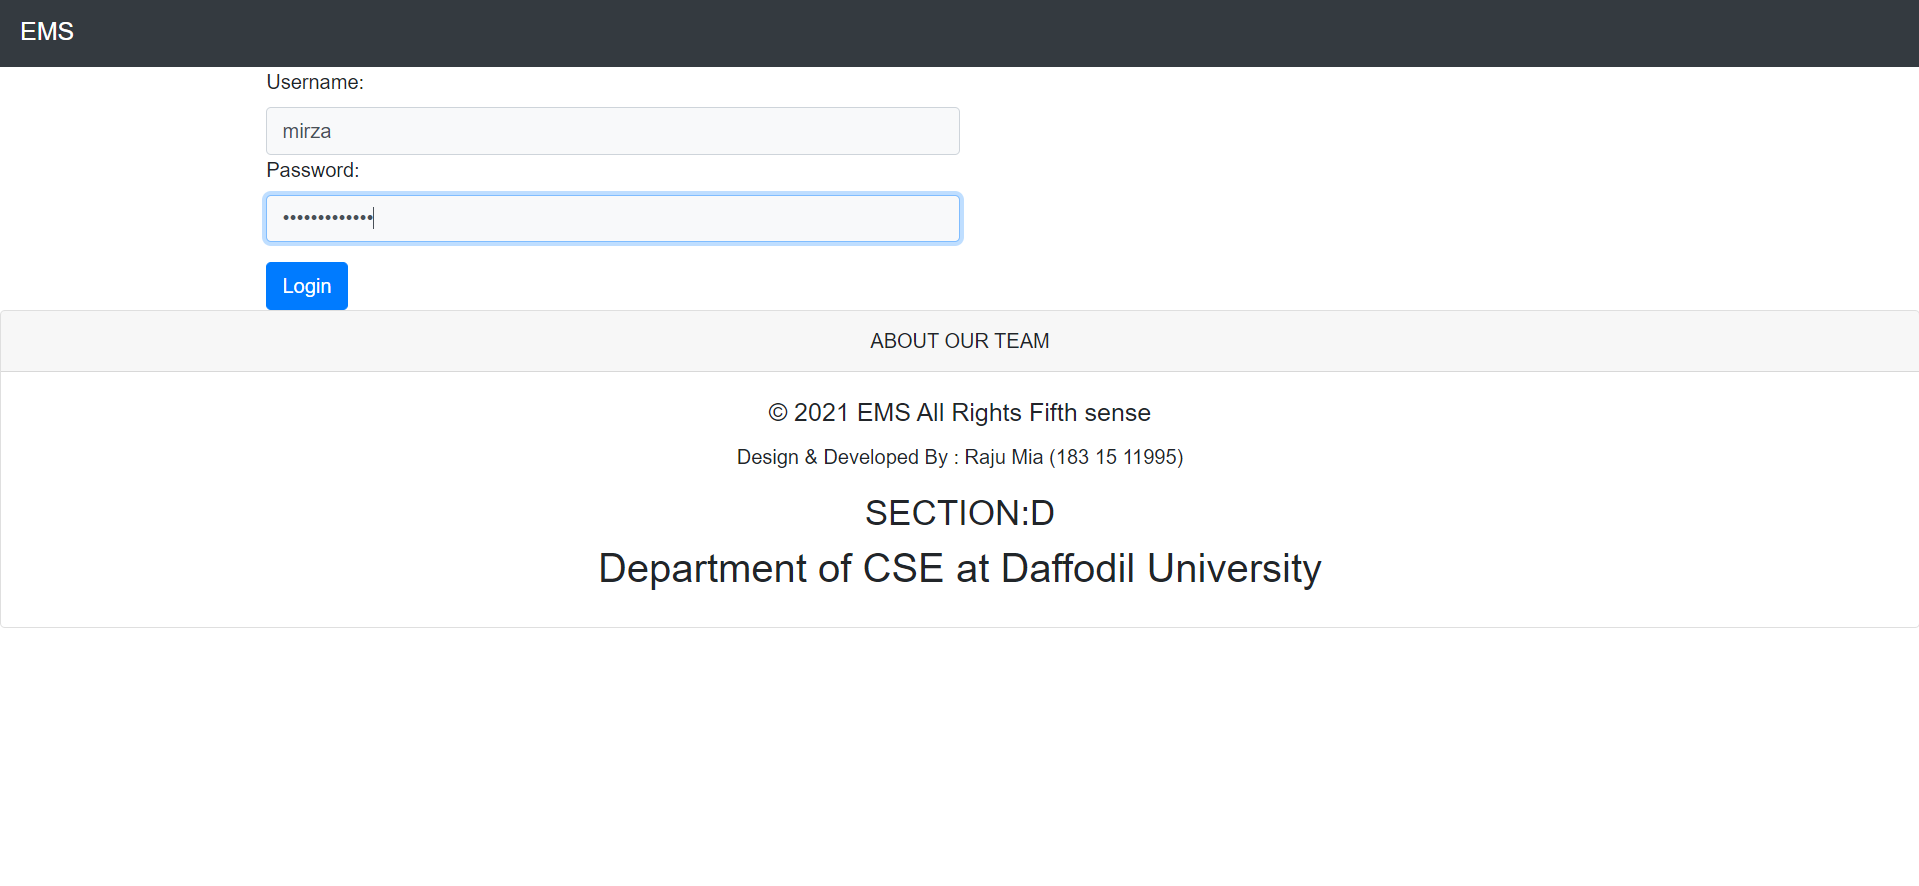 EMS
Username:
mirza
Password:
•••••••••••••
Login
ABOUT OUR TEAM
© 2021 EMS All Rights Fifth sense
Design & Developed By : Raju Mia (183 15 11995)
SECTION:D
Department of CSE at Daffodil University